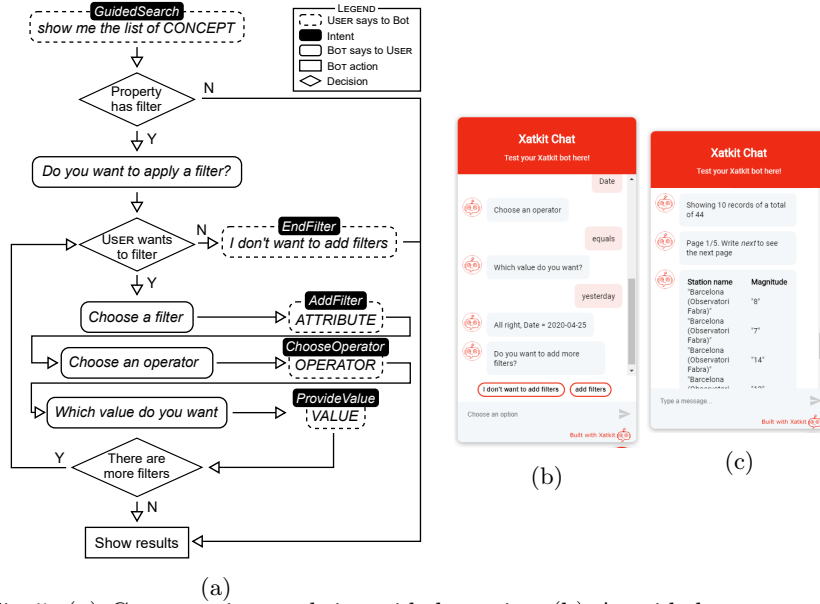 GuidedSearch
show me the list of CONCEPT
LEGEND
USER says to Bot
Intent
BOT says to USER
BOT action
Decision
Property
has filter
N
Y
Do you want to apply a filter?
USER wants
to filter
N
EndFilter
I don't want to add filters
Y
Choose a filter
AddFilter
ATTRIBUTE
Choose an operator
ChooseOperator
OPERATOR
Which value do you want
ProvideValue
VALUE
There are
more filters
Y
N
Show results
(a)
Xatkit Chat
Test your Xatkit bot here!
Date
Choose an operator
equals
Which value do you want?
yesterday
All right, Date = 2020-04-25
Do you want to add more
filters?
I don't want to add filters
add filters
Choose an option
Built with Xatkit
(b)
Xatkit Chat
Test your Xatkit bot here!
Showing 10 records of a total
of 44
Page 1/5. Write next to see
the next page
Station name Magnitude
"Barcelona
(Observatori "8"
Fabra)"
"Barcelona
(Observatori "7"
Fabra)"
"Barcelona
(Observatori "14"
Fabra)"
"Barcelona
Type a message...
Built with Xatkit
(c)